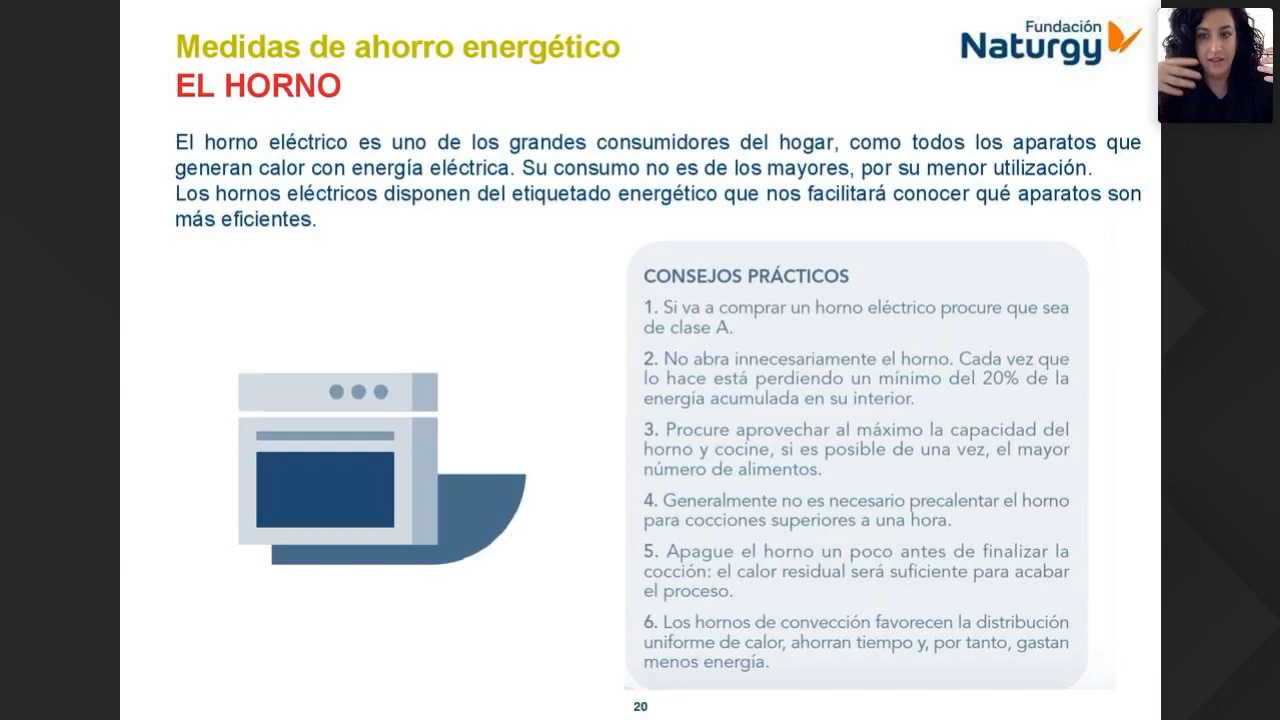 Medidas de ahorro energético
EL HORNO
Fundación
Naturgy
El horno eléctrico es uno de los grandes consumidores del hogar, como todos los aparatos que
generan calor con energía eléctrica. Su consumo no es de los mayores, por su menor utilización.
Los hornos eléctricos disponen del etiquetado energético que nos facilitará conocer qué aparatos son
más eficientes.
CONSEJOS PRÁCTICOS
1. Si va a comprar un horno eléctrico procure que sea
de clase A.
2. No abra innecesariamente el horno. Cada vez que
lo hace está perdiendo un mínimo del 20% de la
energía acumulada en su interior.
3. Procure aprovechar al máximo la capacidad del
horno y cocine, si es posible de una vez, el mayor
número de alimentos.
4. Generalmente no es necesario precalentar el horno
para cocciones superiores a una hora.
5. Apague el horno un poco antes de finalizar la
cocción: el calor residual será suficiente para acabar
el proceso.
6. Los hornos de convección favorecen la distribución
uniforme de calor, ahorran tiempo y, por tanto, gastan
menos energía.
20